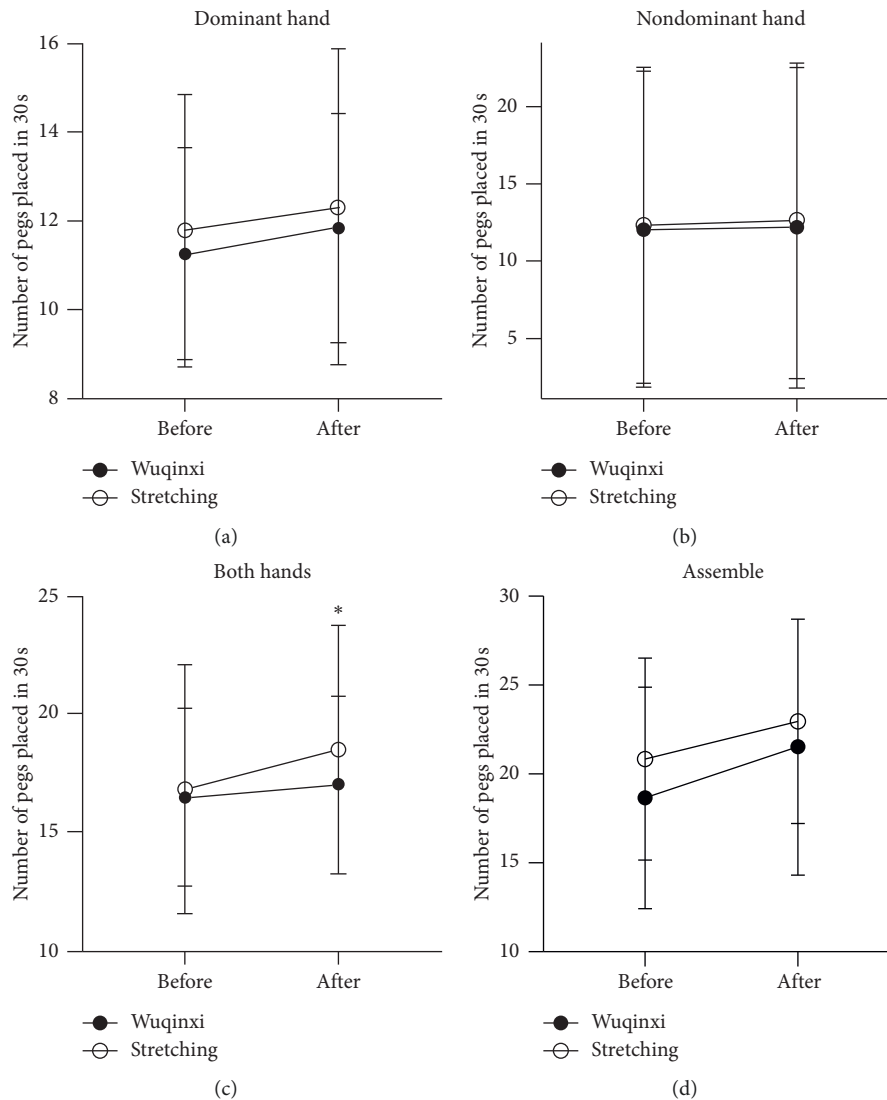 Dominant hand
Number of pegs placed in 30 s
16
14
12
10
8
Before
After
Wuqinxi
Stretching
(a)
Nondominant hand
Number of pegs placed in 30 s
20
15
10
5
Before
After
Wuqinxi
Stretching
(b)
Both hands
*
Number of pegs placed in 30 s
25
20
15
10
Before
After
Wuqinxi
Stretching
(c)
Assemble
Number of pegs placed in 30 s
30
25
20
15
10
Before
After
Wuqinxi
Stretching
(d)